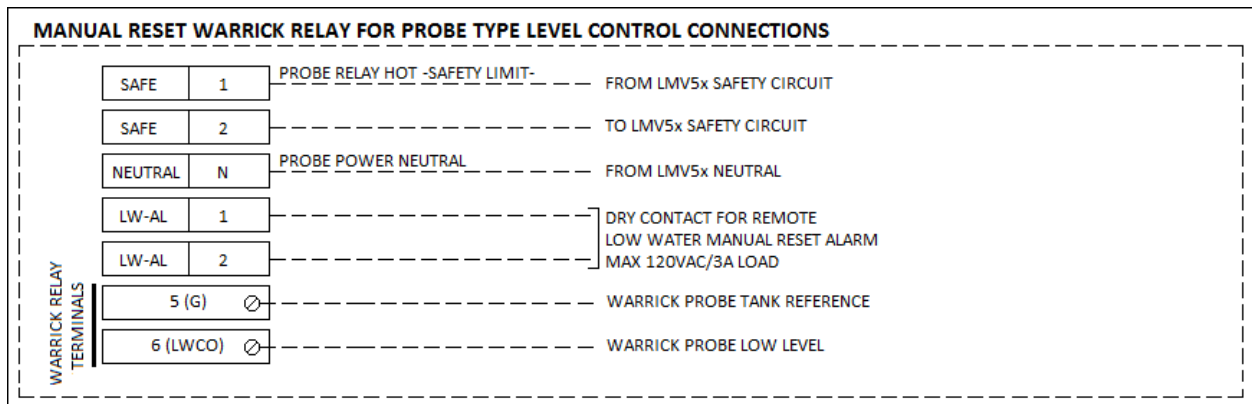 MANUAL RESET WARRICK RELAY FOR PROBE TYPE LEVEL CONTROL CONNECTIONS
SAFE 1 PROBE RELAY HOT -SAFETY LIMIT- FROM LMV5x SAFETY CIRCUIT
SAFE 2 TO LMV5x SAFETY CIRCUIT
NEUTRAL N PROBE POWER NEUTRAL FROM LMV5x NEUTRAL
LW-AL 1
LW-AL 2
DRY CONTACT FOR REMOTE
LOW WATER MANUAL RESET ALARM
MAX 120VAC/3A LOAD
WARRICK RELAY
TERMINALS
5 (G) WARRICK PROBE TANK REFERENCE
6 (LWCO) WARRICK PROBE LOW LEVEL